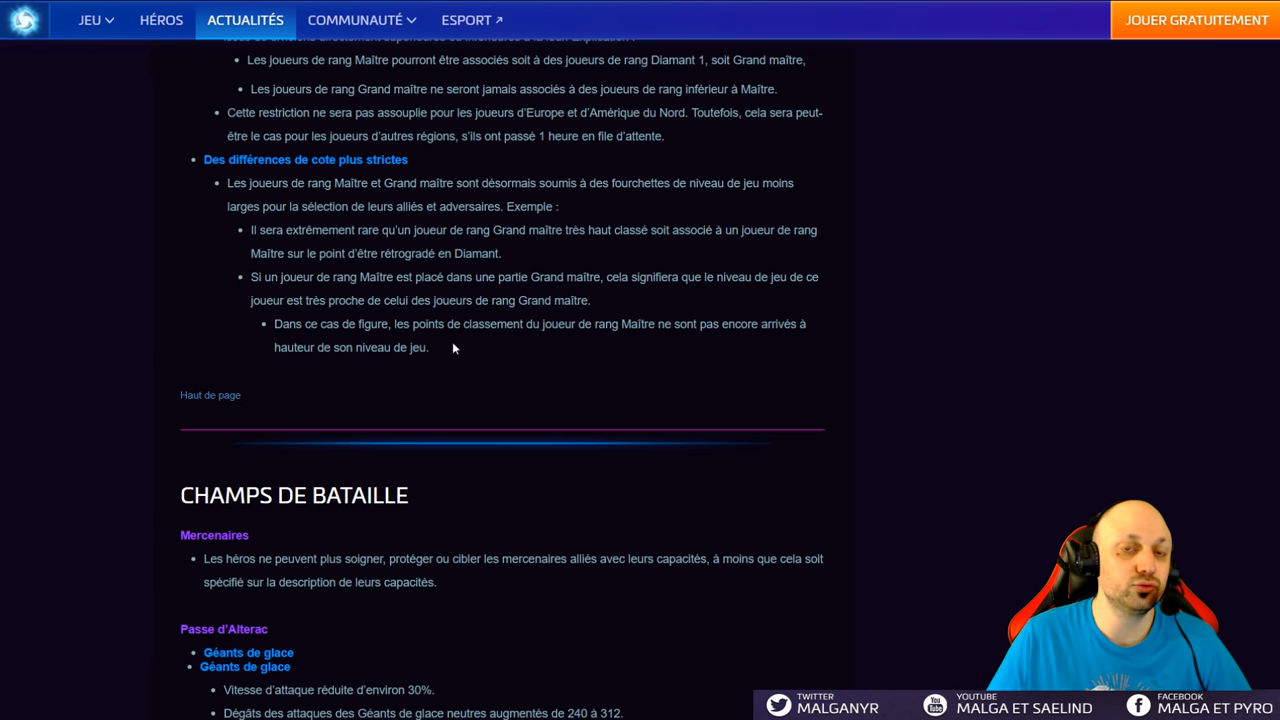 JEU HÉROS ACTUALITÉS COMMUNAUTÉ ESPORT JOUER GRATUITEMENT
Les joueurs de rang Maître pourront être associés soit à des joueurs de rang Diamant 1, soit Grand maître,
Les joueurs de rang Grand maître ne seront jamais associés à des joueurs de rang inférieur à Maître.
Cette restriction ne sera pas assouplie pour les joueurs d'Europe et d'Amérique du Nord. Toutefois, cela sera peut-
être le cas pour les joueurs d'autres régions, s'ils ont passé 1 heure en file d'attente.
Des différences de cote plus strictes
Les joueurs de rang Maître et Grand maître sont désormais soumis à des fourchettes de niveau de jeu moins
larges pour la sélection de leurs alliés et adversaires. Exemple :
Il sera extrêmement rare qu'un joueur de rang Grand maître très haut classé soit associé à un joueur de rang
Maître sur le point d'être rétrogradé en Diamant.
Si un joueur de rang Maître est placé dans une partie Grand maître, cela signifiera que le niveau de jeu de ce
joueur est très proche de celui des joueurs de rang Grand maître.
Dans ce cas de figure, les points de classement du joueur de rang Maître ne sont pas encore arrivés à
hauteur de son niveau de jeu.
Haut de page
CHAMPS DE BATAILLE
Mercenaires
Les héros ne peuvent plus soigner, protéger ou cibler les mercenaires alliés avec leurs capacités, à moins que cela soit
spécifié sur la description de leurs capacités.
Passe d'Alterac
Géants de glace
Géants de glace
Vitesse d'attaque réduite d'environ 30%.
Dégâts des attaques des Géants de glace neutres augmentés de 240 à 312.
TWITTER
MALGANYR
YOUTUBE
MALGA ET SAELIND
FACEBOOK
MALGA ET PYRO